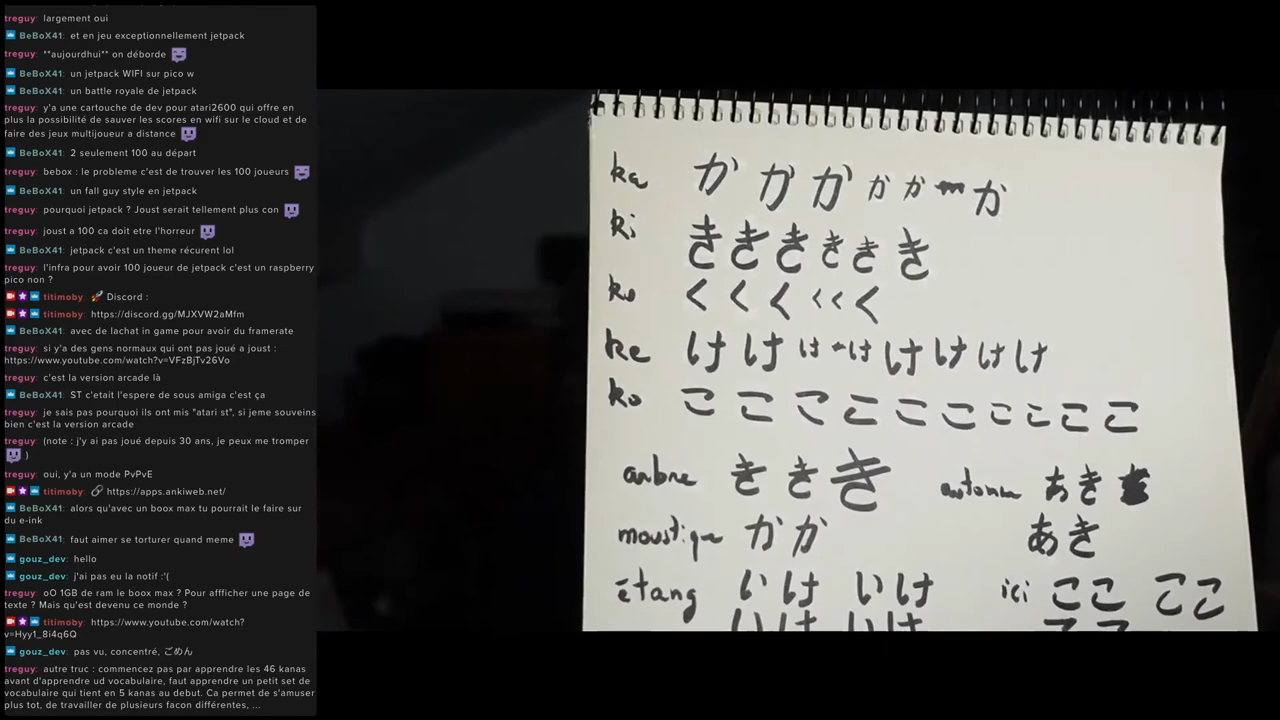 treguy: largement oui
BeBoX41: et en jeu exceptionnellement jetpack
treguy: **aujourdhui** on déborde
BeBoX41: un jetpack WIFI sur pico w
BeBoX41: un battle royale de jetpack
treguy: y'a une cartouche de dev pour atari2600 qui offre en
plus la possibilité de sauver les scores en wifi sur le cloud et de
faire des jeux multijoueur a distance
BeBoX41: 2 seulement 100 au départ
treguy: bebox : le probleme c'est de trouver les 100 joueurs
BeBoX41: un fall guy style en jetpack
treguy: pourquoi jetpack ? Joust serait tellement plus con
treguy: joust a 100 ca doit etre l'horreur
BeBoX41: jetpack c'est un theme récurent lol
treguy: l'infra pour avoir 100 joueur de jetpack c'est un raspberry
pico non ?
titimoby: 🚀 Discord :
titimoby: https://discord.gg/MJXVW2aMfm
BeBoX41: avec de lachat in game pour avoir du framerate
treguy: si y'a des gens normaux qui ont pas joué a joust :
https://www.youtube.com/watch?v=VFzBjTv26Vo
treguy: c'est la version arcade là
BeBoX41: ST c'etait l'espere de sous amiga c'est ça
treguy: je sais pas pourquoi ils ont mis "atari st", si jeme souveins
bien c'est la version arcade
treguy: (note : j'y ai pas joué depuis 30 ans, je peux me tromper
)
treguy: oui, y'a un mode PvPvE
titimoby: 🔗 https://apps.ankiweb.net/
BeBoX41: alors qu'avec un boox max tu pourrait le faire sur
du e-ink
BeBoX41: faut aimer se torturer quand meme
gouz_dev: hello
gouz_dev: j'ai pas eu la notif :'(
treguy: oO 1GB de ram le boox max ? Pour affficher une page de
texte ? Mais qu'est devenu ce monde ?
titimoby: https://www.youtube.com/watch?
v=Hyy1_8i4q6Q
gouz_dev: pas vu, concentré, ごめん
treguy: autre truc : commencez pas par apprendre les 46 kanas
avant d'apprendre ud vocabulaire, faut apprendre un petit set de
vocabulaire qui tient en 5 kanas au debut. Ca permet de s'amuser
plus tot, de travailler de plusieurs facon différentes, ...
ka か か か か か か
ki き き き き き き
く く く く く く
ke け け け け け け け け
ko こ こ こ こ こ こ こ こ こ こ
arbre き き き automne あき
moustique か か あき
étang いけ いけ ici ここ ここ
いけ いけ ここ